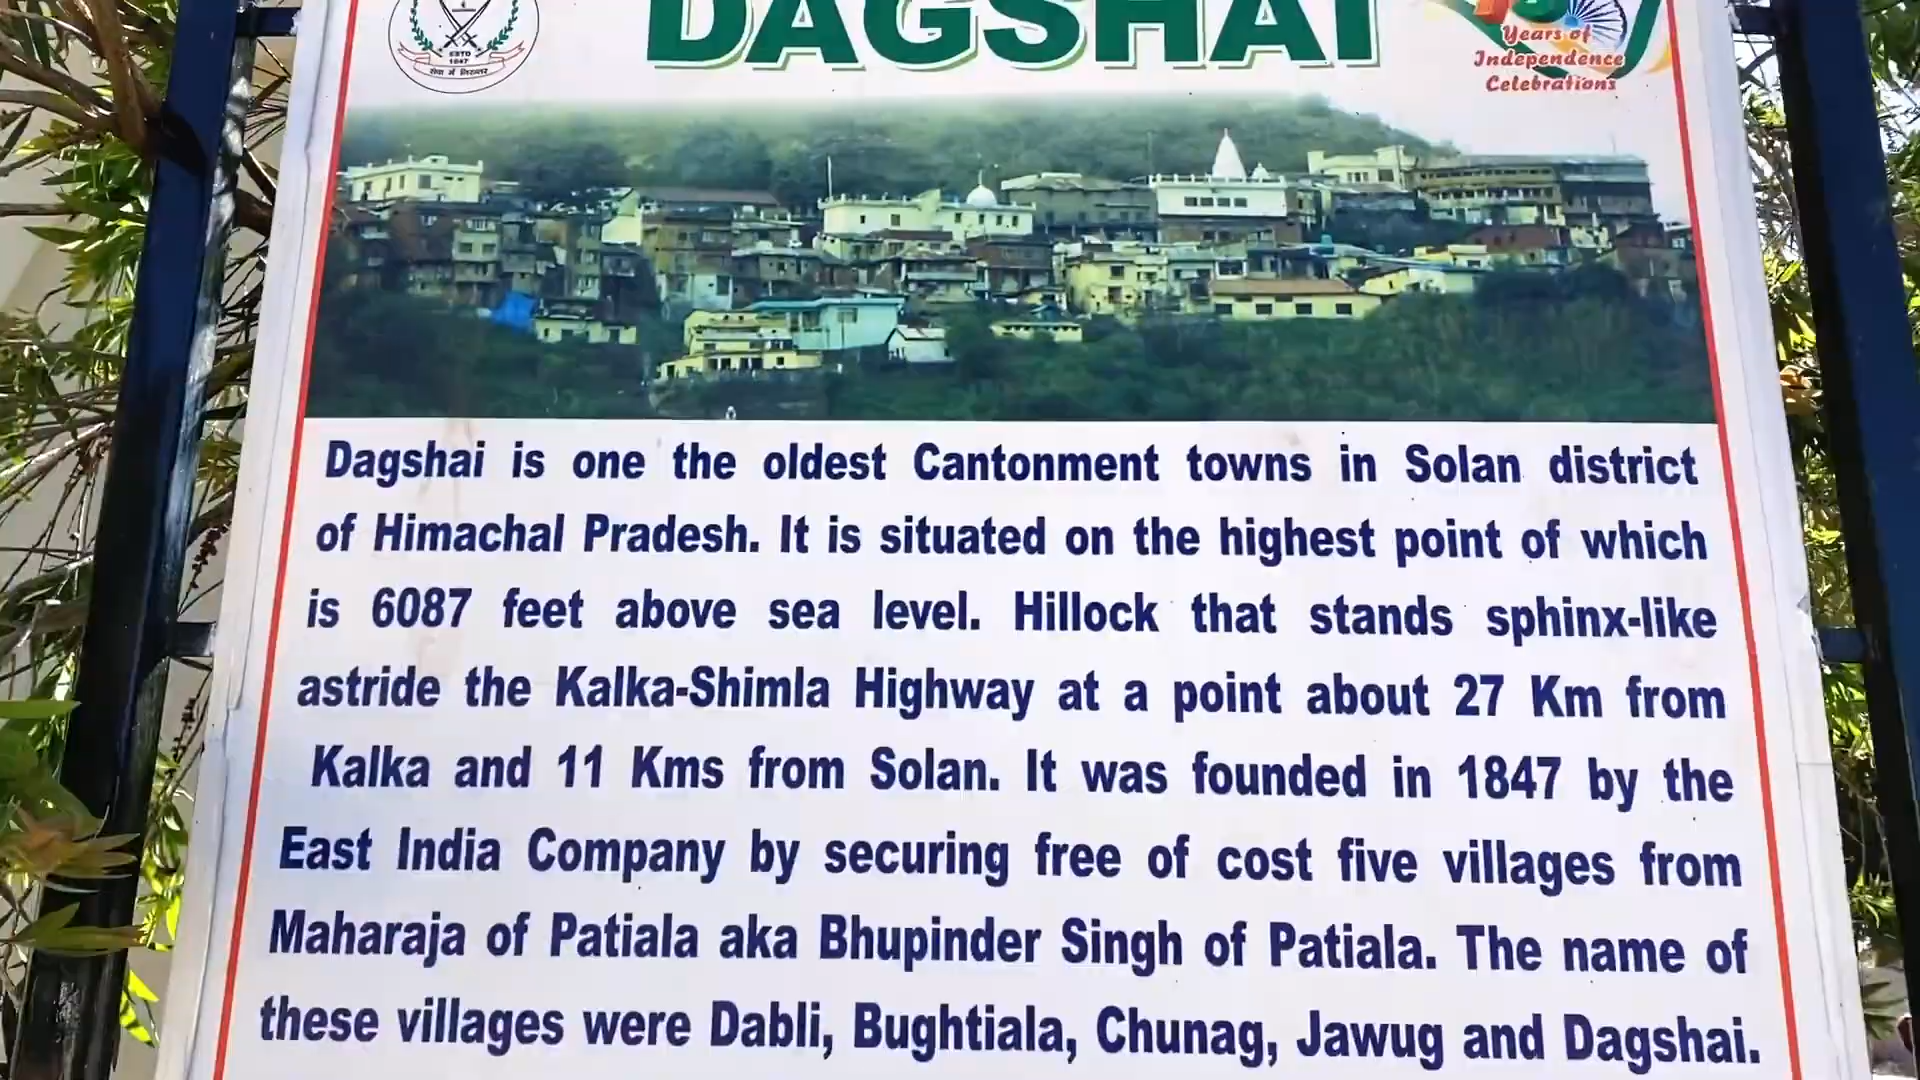 DAGSHAI
ESTD
1847
सेवा में निरन्तर
Years of
Independence
Celebrations
Dagshai is one the oldest Cantonment towns in Solan district
of Himachal Pradesh. It is situated on the highest point of which
is 6087 feet above sea level. Hillock that stands sphinx-like
astride the Kalka-Shimla Highway at a point about 27 Km from
Kalka and 11 Kms from Solan. It was founded in 1847 by the
East India Company by securing free of cost five villages from
Maharaja of Patiala aka Bhupinder Singh of Patiala. The name of
these villages were Dabli, Bughtiala, Chunag, Jawug and Dagshai.